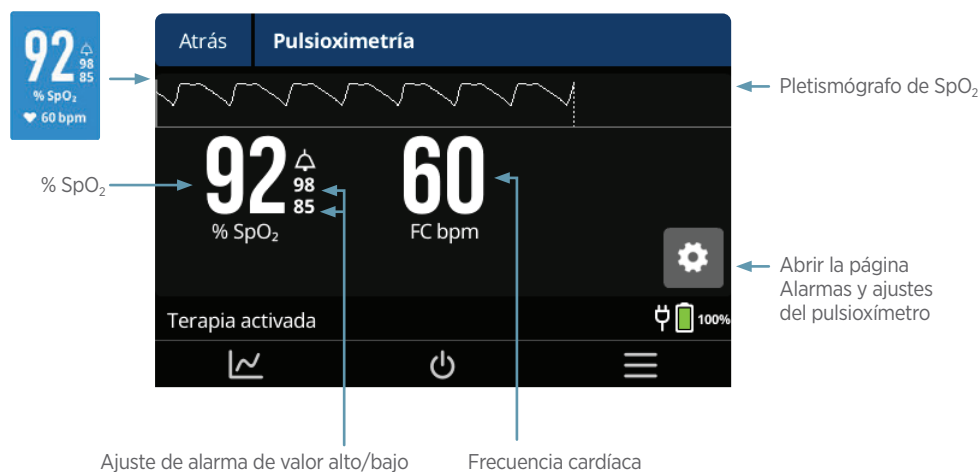 92
98
85
% SpO₂
60 bpm
Atrás
Pulsioximetría
Pletismógrafo de SpO₂
% SpO₂
92
98
85
% SpO₂
60
FC bpm
Abrir la página
Alarmas y ajustes
del pulsioxímetro
Terapia activada
100%
Ajuste de alarma de valor alto/bajo
Frecuencia cardíaca